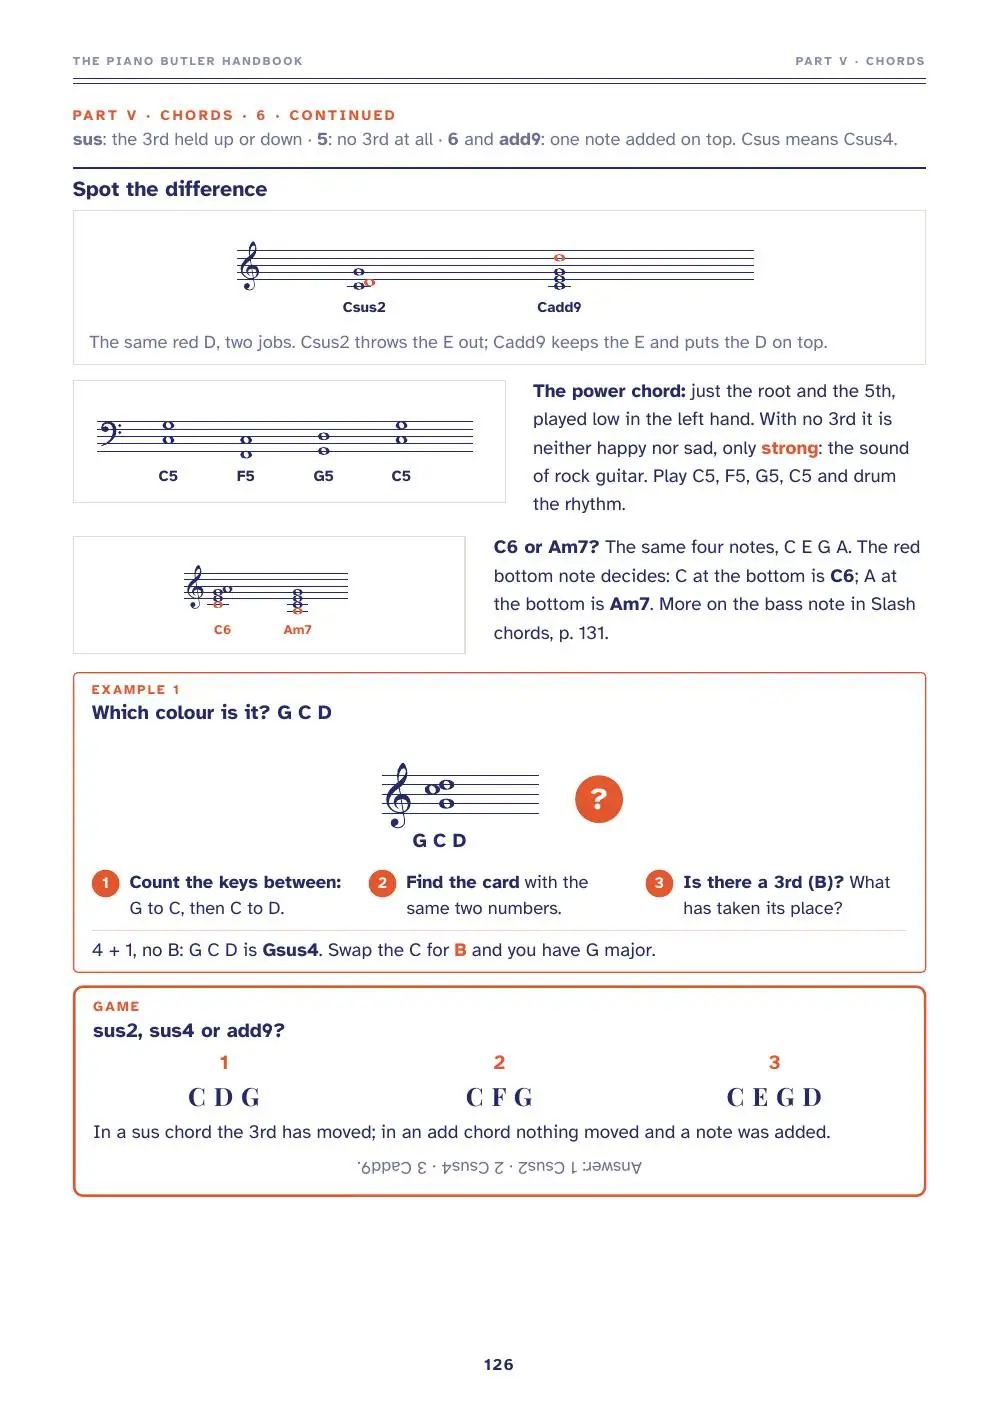 THE PIANO BUTLER HANDBOOK
PART V · CHORDS
PART V · CHORDS · 6 · CONTINUED
sus: the 3rd held up or down · 5: no 3rd at all · 6 and add9: one note added on top. Csus means Csus4.
Spot the difference
Csus2
Cadd9
The same red D, two jobs. Csus2 throws the E out; Cadd9 keeps the E and puts the D on top.
C5
F5
G5
C5
The power chord: just the root and the 5th,
played low in the left hand. With no 3rd it is
neither happy nor sad, only strong: the sound
of rock guitar. Play C5, F5, G5, C5 and drum
the rhythm.
C6
Am7
C6 or Am7? The same four notes, C E G A. The red
bottom note decides: C at the bottom is C6; A at
the bottom is Am7. More on the bass note in Slash
chords, p. 131.
EXAMPLE 1
Which colour is it? G C D
?
G C D
1 Count the keys between:
G to C, then C to D.
2 Find the card with the
same two numbers.
3 Is there a 3rd (B)? What
has taken its place?
4 + 1, no B: G C D is Gsus4. Swap the C for B and you have G major.
GAME
sus2, sus4 or add9?
1
2
3
C D G
C F G
C E G D
In a sus chord the 3rd has moved; in an add chord nothing moved and a note was added.
Answer: 1 Csus2 · 2 Csus4 · 3 Cadd9.
126